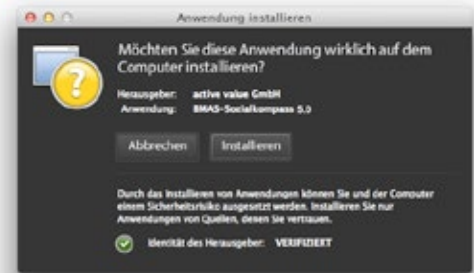 Anwendung installieren
Möchten Sie diese Anwendung wirklich auf dem
Computer installieren?
Herausgeber: active value GmbH
Anwendung: BMAS-Socialkompass 5.0
Abbrechen Installieren
Durch das Installieren von Anwendungen können Sie und der Computer
einem Sicherheitsrisiko ausgesetzt werden. Installieren Sie nur
Anwendungen von Quellen, denen Sie vertrauen.
Identität des Herausgeber: VERIFIZIERT